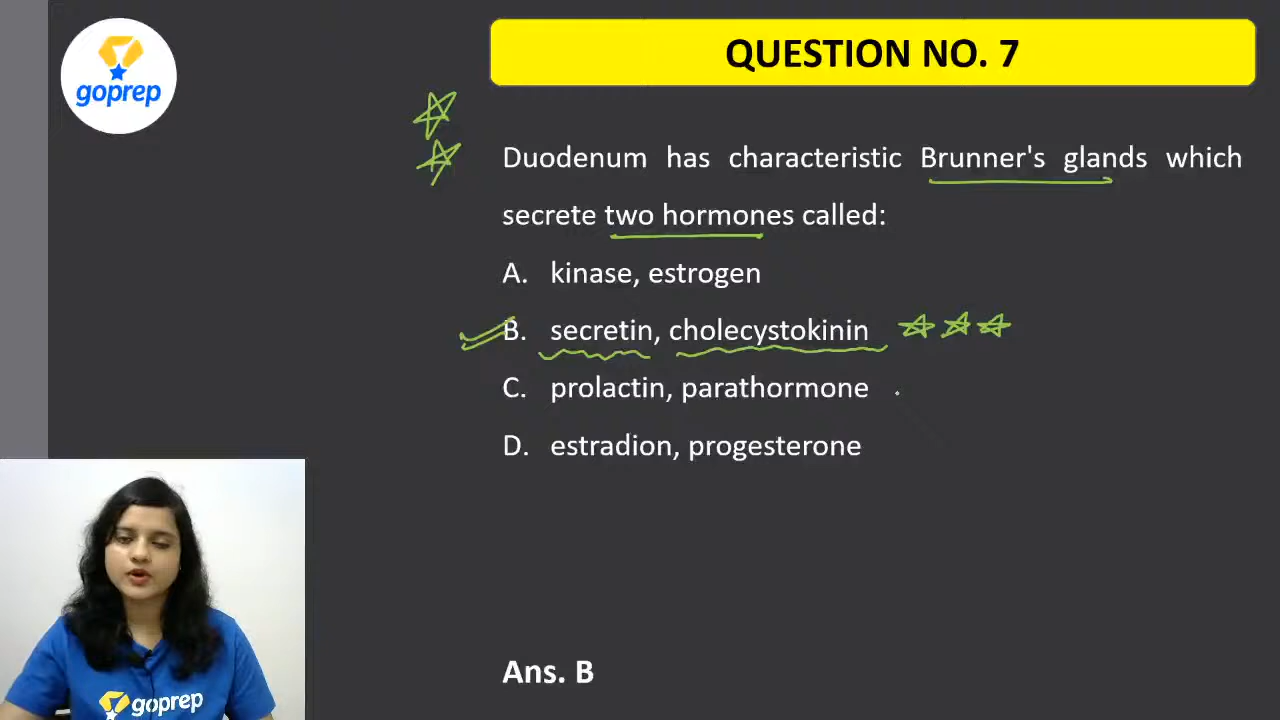 goprep
QUESTION NO. 7
Duodenum has characteristic Brunner's glands which
secrete two hormones called:
A. kinase, estrogen
B. secretin, cholecystokinin
C. prolactin, parathormone
D. estradion, progesterone
Ans. B
goprep